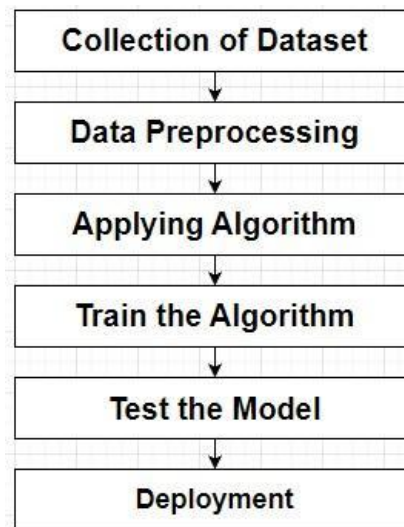 Collection of Dataset
Data Preprocessing
Applying Algorithm
Train the Algorithm
Test the Model
Deployment